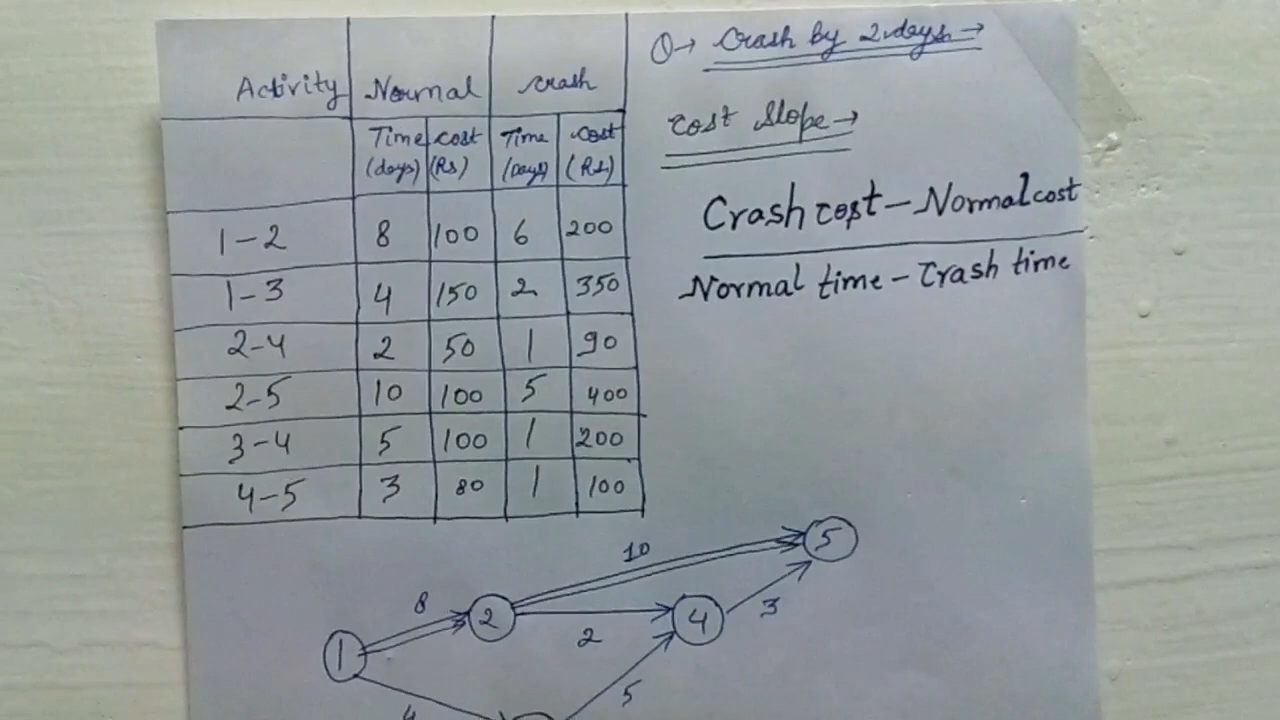 Q→ Crash by 2 days →
Activity Normal Crash
Time (days) Cost (Rs) Time (Days) Cost (Rs)
1-2 8 100 6 200
1-3 4 150 2 350
2-4 2 50 1 90
2-5 10 100 5 400
3-4 5 100 1 200
4-5 3 80 1 100
Cost Slope →
Crash cost - Normal cost
Normal time - Crash time
10
5
8
2
4
3
1
2
5
4